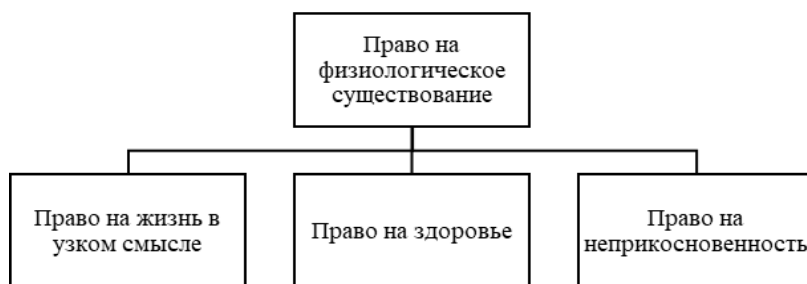 Право на
физиологическое
существование
Право на жизнь в
узком смысле
Право на здоровье
Право на
неприкосновенность